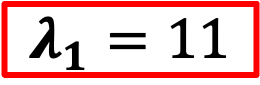 λ₁ = 11